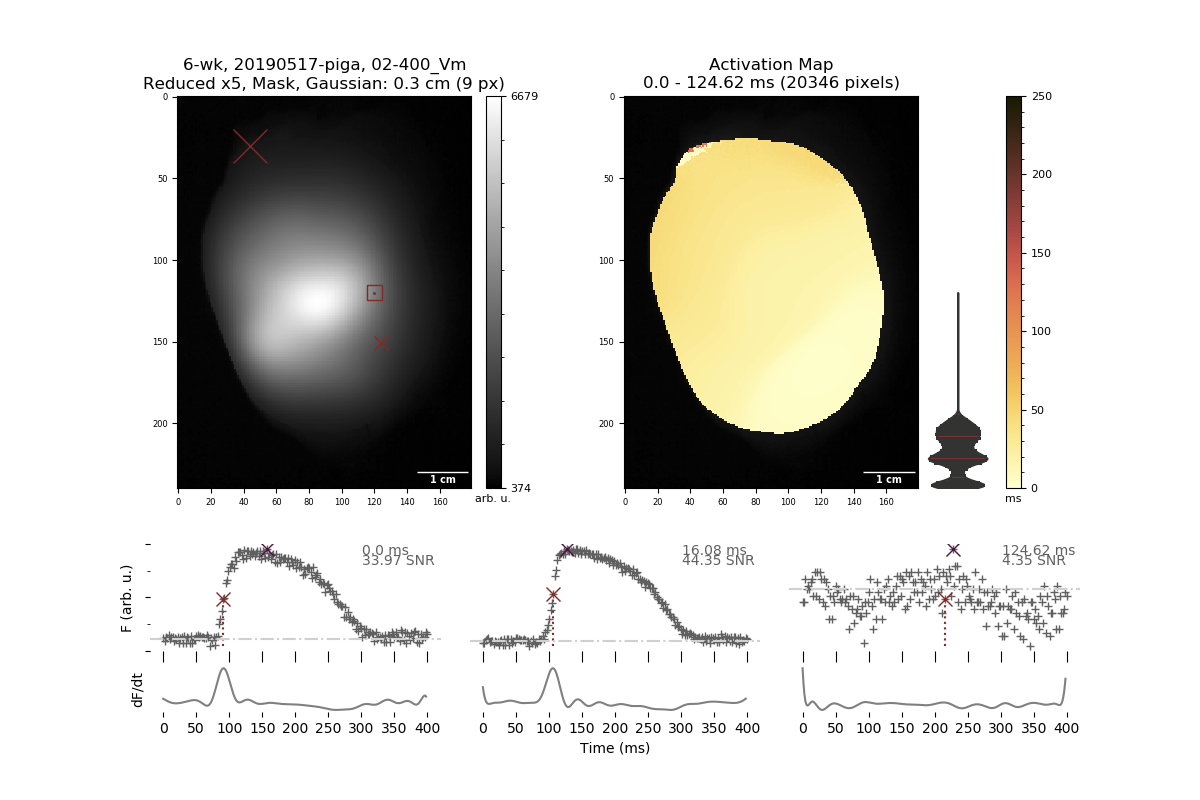 6-wk, 20190517-piga, 02-400_Vm
Reduced x5, Mask, Gaussian: 0.3 cm (9 px)
0
50
100
150
200
0 20 40 60 80 100 120 140 160
1 cm
6679
374
arb. u.
Activation Map
0.0 - 124.62 ms (20346 pixels)
0
50
100
150
200
0 20 40 60 80 100 120 140 160
1 cm
250
200
150
100
50
0
ms
F (arb. u.)
0.0 ms
33.97 SNR
16.08 ms
44.35 SNR
124.62 ms
4.35 SNR
dF/dt
0 50 100 150 200 250 300 350 400
0 50 100 150 200 250 300 350 400
0 50 100 150 200 250 300 350 400
Time (ms)